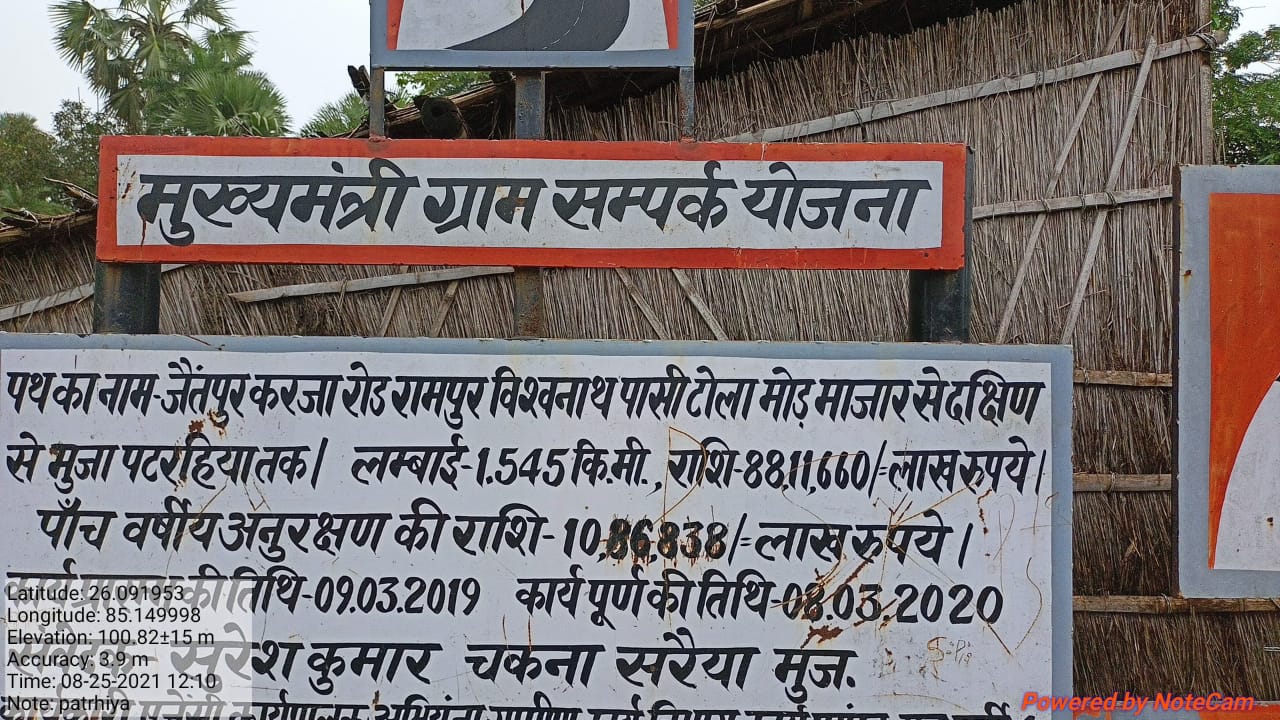 मुख्यमंत्री ग्राम सम्पर्क योजना
पथ का नाम-जैंतपुर करजा रोड रामपुर विश्वनाथ पासी टोला मोड़ माजार से दक्षिण
से मुजा पटरहिया तक। लम्बाई-1.545 कि.मी., राशि-88,11,660/=लाख रुपये।
पाँच वर्षीय अनुरक्षण की राशि-10,86,838/=लाख रुपये।
की तिथि-09.03.2019 कार्य पूर्ण की तिथि-08.03.2020
सुरेश कुमार चकना सरैया मुज.
कार्यपालक अभियंता ग्रामीण कार्य विभाग
Latitude: 26.091953
Longitude: 85.149998
Elevation: 100.82±15 m
Accuracy: 3.9 m
Time: 08-25-2021 12:10
Note: patrhiya
Powered by NoteCam